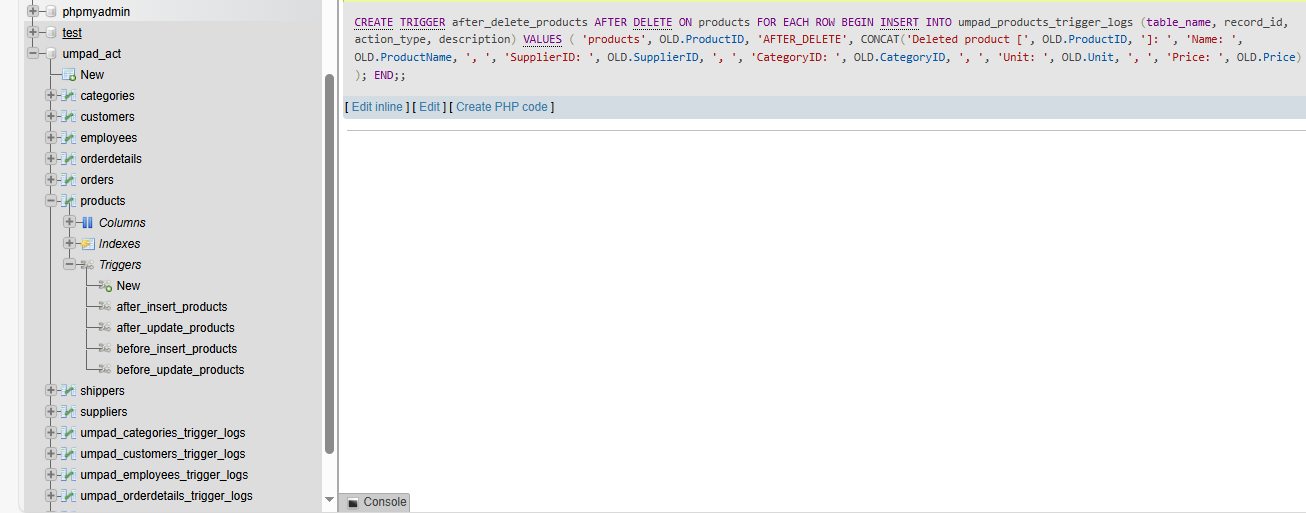 phpmyadmin
test
umpad_act
New
categories
customers
employees
orderdetails
orders
products
Columns
Indexes
Triggers
New
after_insert_products
after_update_products
before_insert_products
before_update_products
shippers
suppliers
umpad_categories_trigger_logs
umpad_customers_trigger_logs
umpad_employees_trigger_logs
umpad_orderdetails_trigger_logs
CREATE TRIGGER after_delete_products AFTER DELETE ON products FOR EACH ROW BEGIN INSERT INTO umpad_products_trigger_logs (table_name, record_id,
action_type, description) VALUES ( 'products', OLD.ProductID, 'AFTER_DELETE', CONCAT('Deleted product [', OLD.ProductID, ']: ', 'Name: ',
OLD.ProductName, ', ', 'SupplierID: ', OLD.SupplierID, ', ', 'CategoryID: ', OLD.CategoryID, ', ', 'Unit: ', OLD.Unit, ', ', 'Price: ', OLD.Price)
); END;;
[ Edit inline ] [ Edit ] [ Create PHP code ]
Console